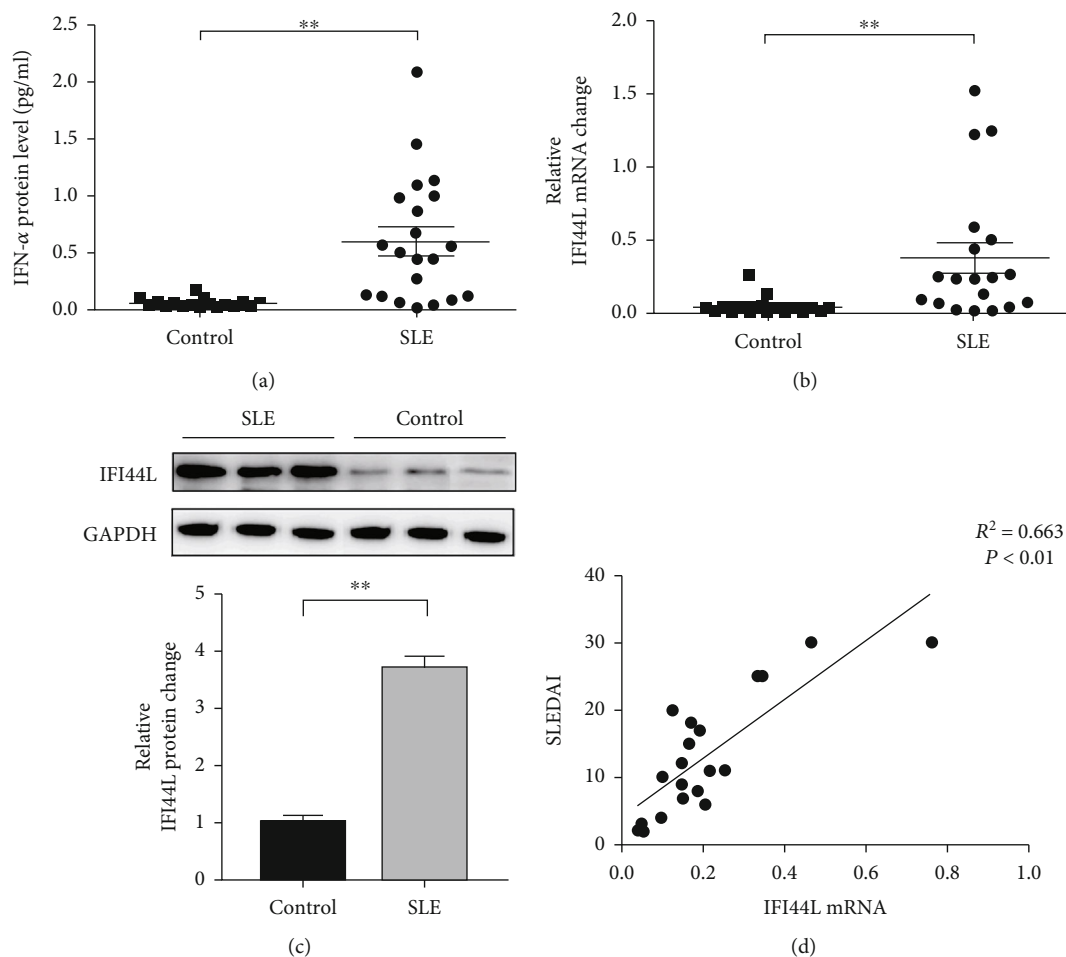 IFN-α protein level (pg/ml)
2.5
2.0
1.5
1.0
0.5
0.0
**
Control
SLE
(a)
Relative
IFI44L mRNA change
2.0
1.5
1.0
0.5
0.0
**
Control
SLE
(b)
SLE
Control
IFI44L
GAPDH
Relative
IFI44L protein change
5
4
3
2
1
0
**
Control
SLE
(c)
R² = 0.663
P < 0.01
SLEDAI
40
30
20
10
0
0.0
0.2
0.4
0.6
0.8
1.0
IFI44L mRNA
(d)